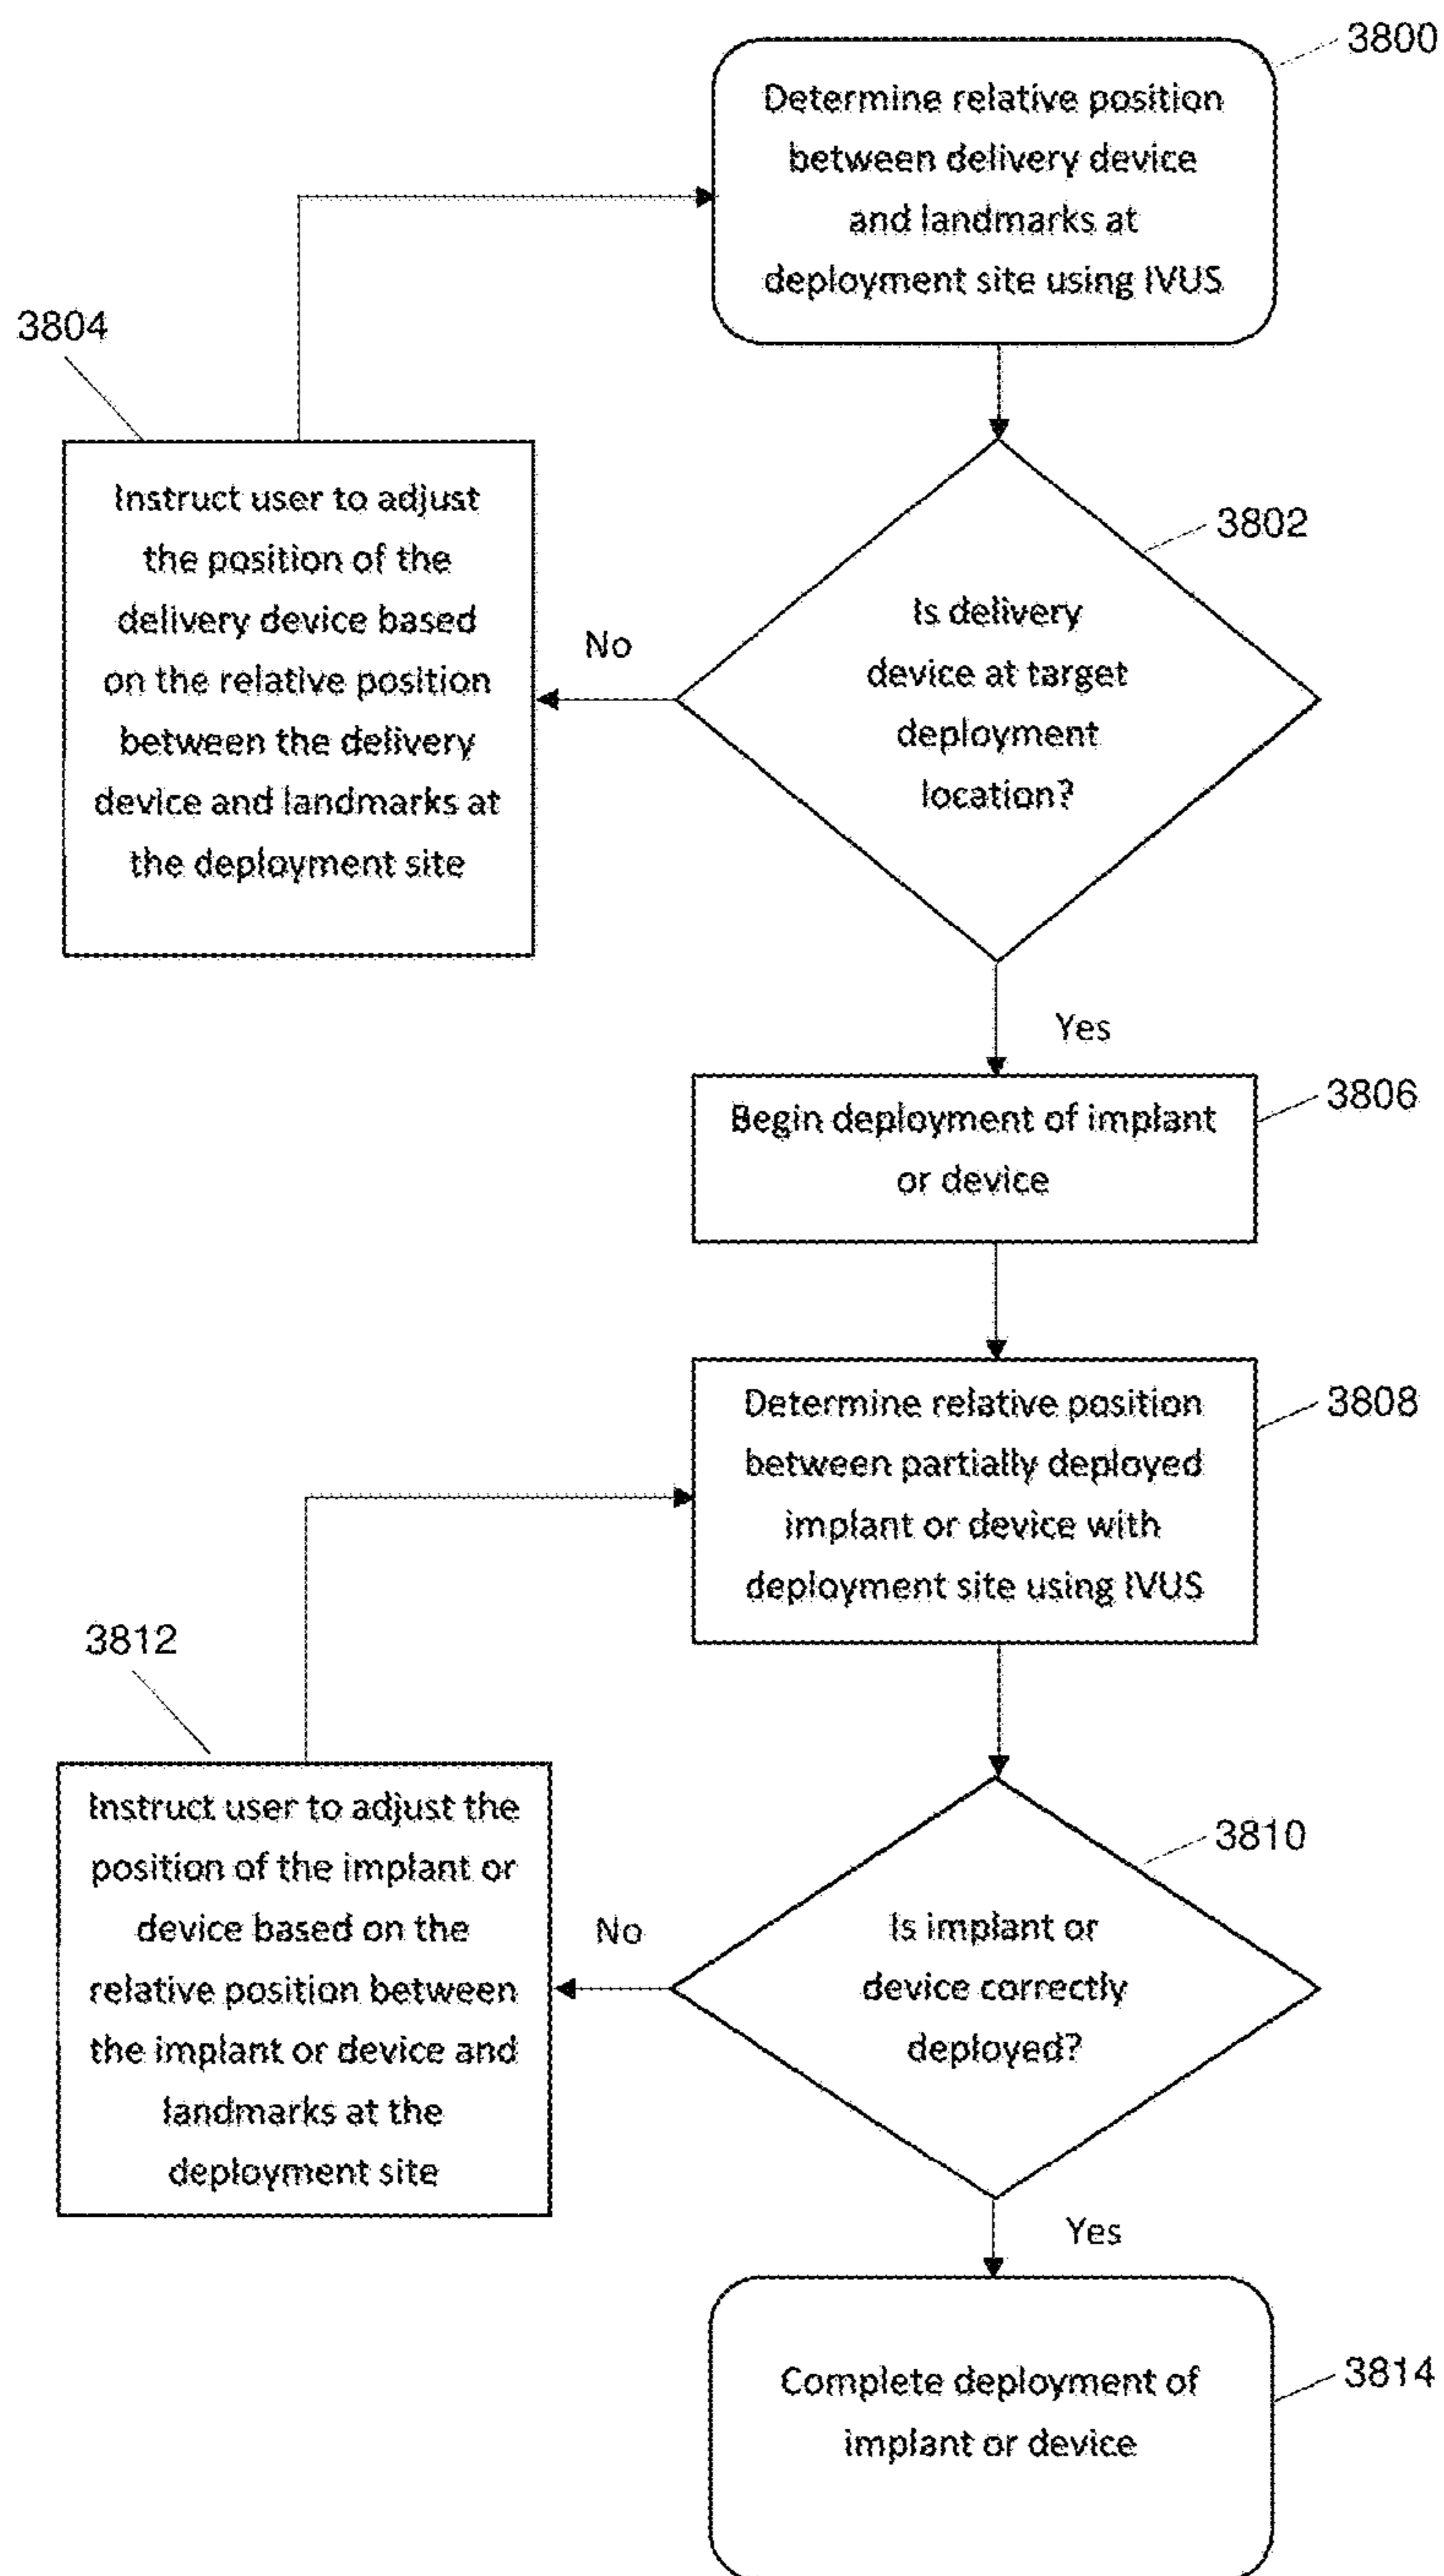 3800
Determine relative position
between delivery device
and landmarks at
deployment site using IVUS
3804
Instruct user to adjust
the position of the
delivery device based
on the relative position
between the delivery
device and landmarks at
the deployment site
3802
Is delivery
device at target
deployment
location?
No
Yes
3806
Begin deployment of implant
or device
3808
Determine relative position
between partially deployed
implant or device with
deployment site using IVUS
3812
Instruct user to adjust the
position of the implant or
device based on the
relative position between
the implant or device and
landmarks at the
deployment site
3810
Is implant or
device correctly
deployed?
No
Yes
3814
Complete deployment of
implant or device